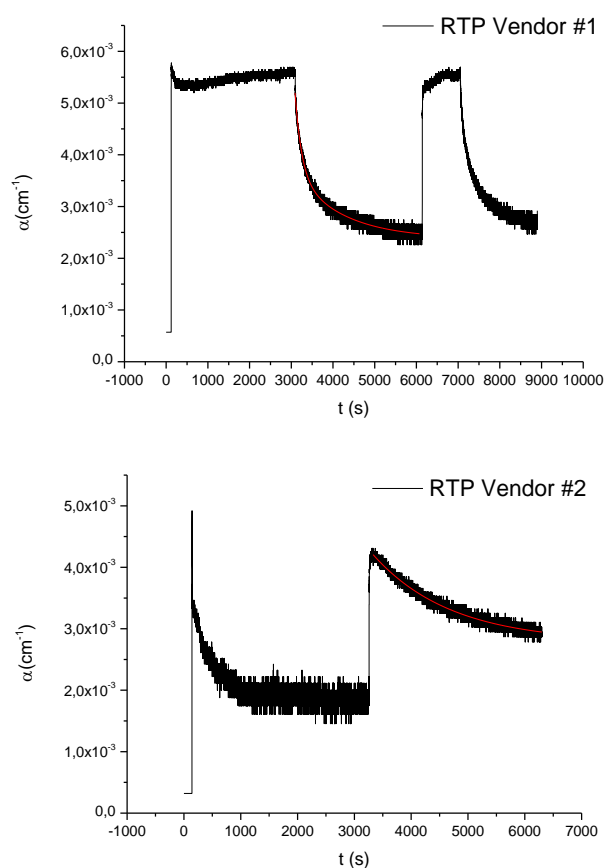 RTP Vendor #1
6,0x10⁻³
5,0x10⁻³
4,0x10⁻³
3,0x10⁻³
2,0x10⁻³
1,0x10⁻³
0,0
α(cm⁻¹)
-1000 0 1000 2000 3000 4000 5000 6000 7000 8000 9000 10000
t (s)
RTP Vendor #2
5,0x10⁻³
4,0x10⁻³
3,0x10⁻³
2,0x10⁻³
1,0x10⁻³
0,0
α(cm⁻¹)
-1000 0 1000 2000 3000 4000 5000 6000 7000
t (s)